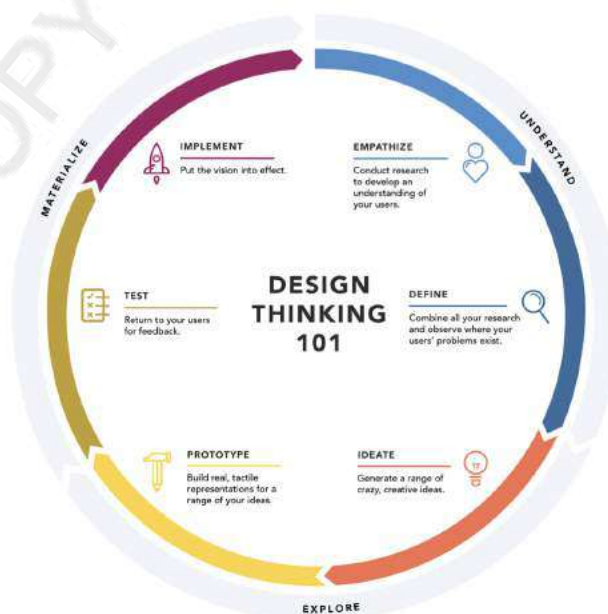 COPY
UNDERSTAND
EMPATHIZE
Conduct research
to develop an
understanding of
your users.
DEFINE
Combine all your research
and observe where your
users' problems exist.
IDEATE
Generate a range of
crazy, creative ideas.
EXPLORE
PROTOTYPE
Build real, tactile
representations for a
range of your ideas.
TEST
Return to your users
for feedback.
MATERIALIZE
IMPLEMENT
Put the vision into effect.
DESIGN
THINKING
101